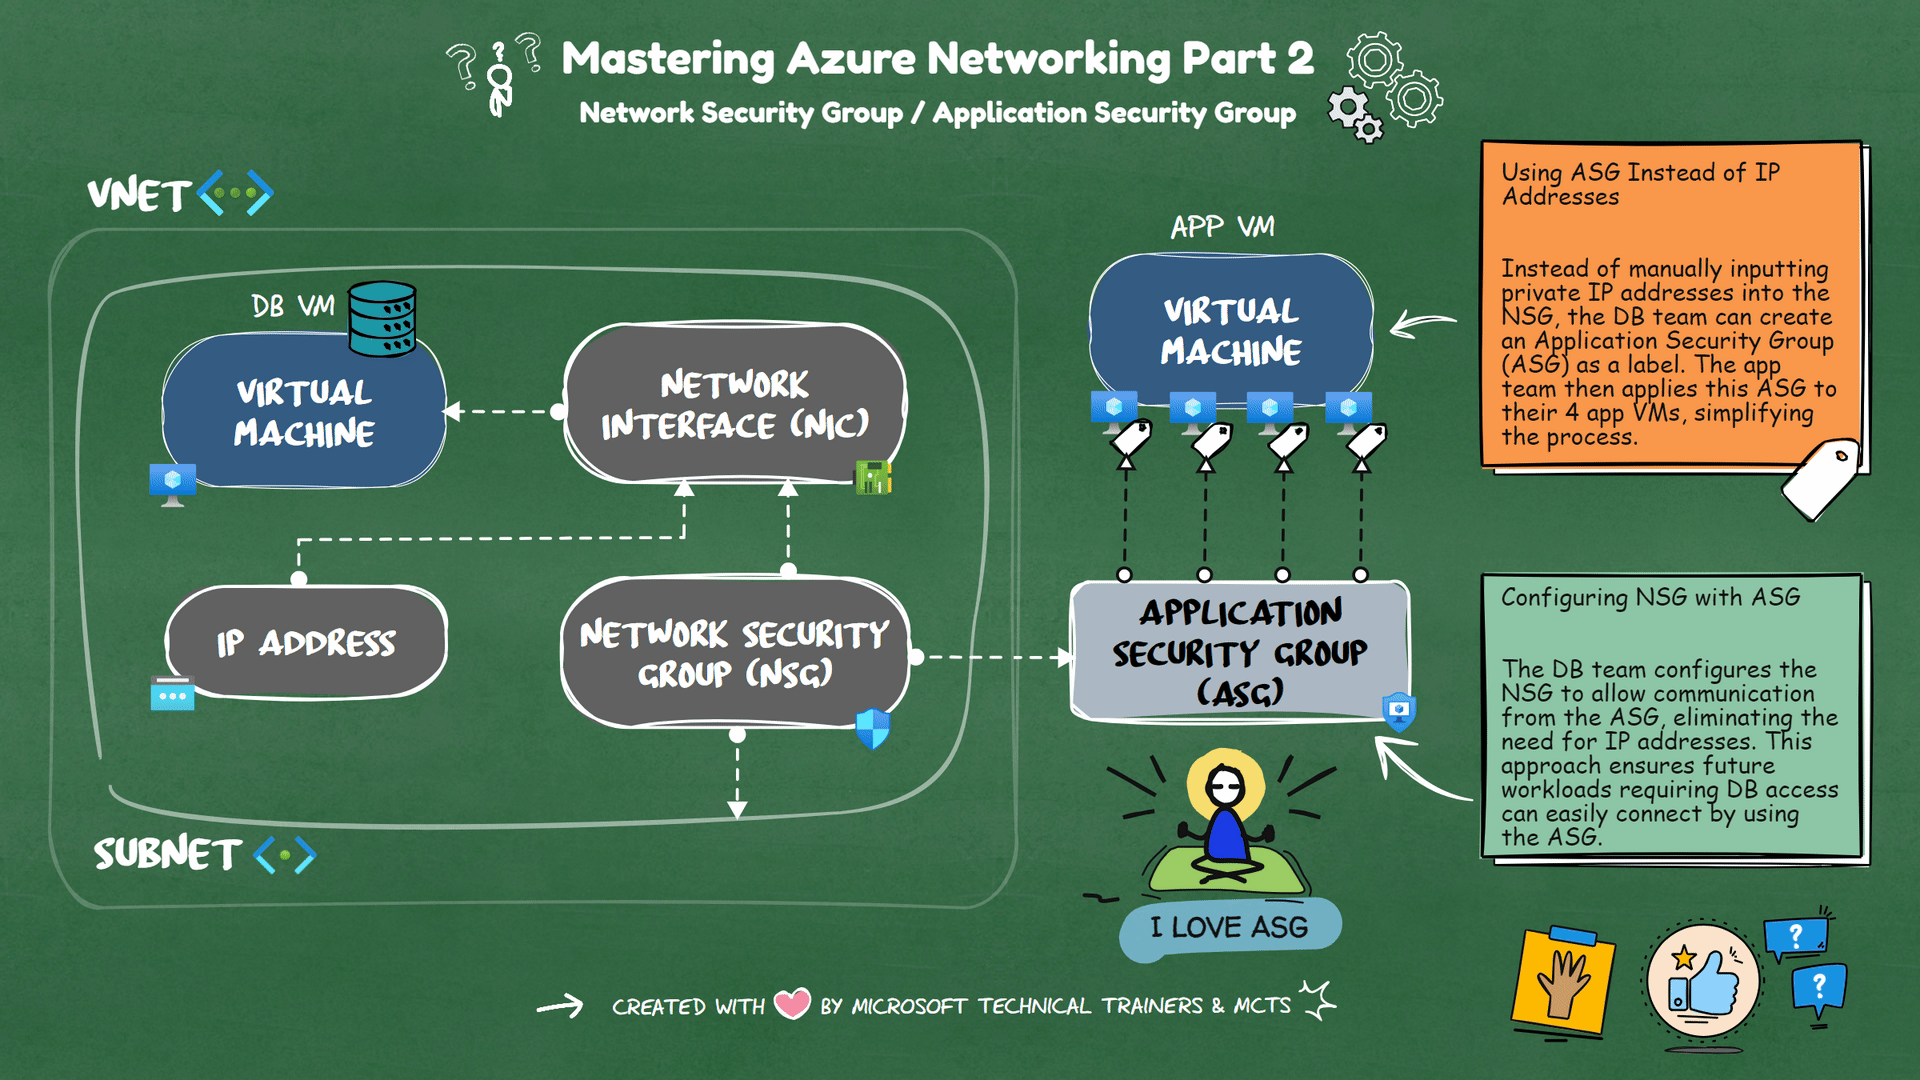 Mastering Azure Networking Part 2
Network Security Group / Application Security Group
VNET
DB VM
VIRTUAL
MACHINE
NETWORK
INTERFACE (NIC)
IP ADDRESS
NETWORK SECURITY
GROUP (NSG)
SUBNET
APP VM
VIRTUAL
MACHINE
APPLICATION
SECURITY GROUP
(ASG)
I LOVE ASG
Using ASG Instead of IP
Addresses
Instead of manually inputting
private IP addresses into the
NSG, the DB team can create
an Application Security Group
(ASG) as a label. The app
team then applies this ASG to
their 4 app VMs, simplifying
the process.
Configuring NSG with ASG
The DB team configures the
NSG to allow communication
from the ASG, eliminating the
need for IP addresses. This
approach ensures future
workloads requiring DB access
can easily connect by using
the ASG.
CREATED WITH BY MICROSOFT TECHNICAL TRAINERS & MCTS